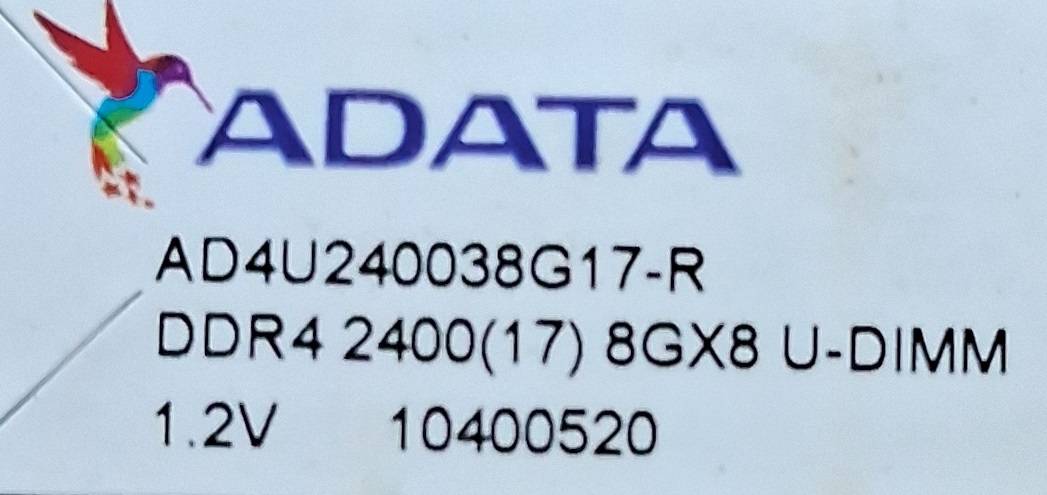 ADATA
AD4U240038G17-R
DDR4 2400(17) 8GX8 U-DIMM
1.2V 10400520